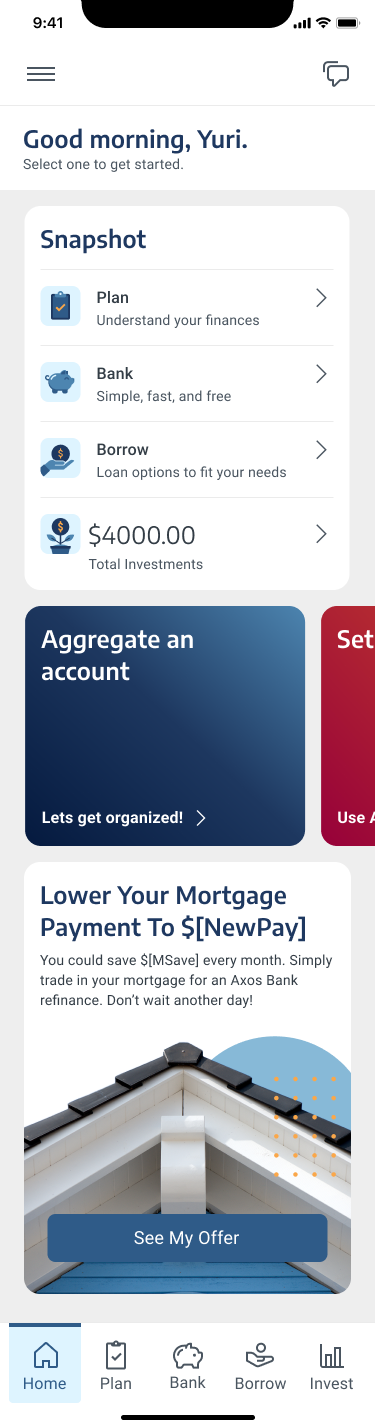 9:41
Good morning, Yuri.
Select one to get started.
Snapshot
Plan
Understand your finances
Bank
Simple, fast, and free
Borrow
Loan options to fit your needs
$4000.00
Total Investments
Aggregate an
account
Lets get organized!
Set
Use A
Lower Your Mortgage
Payment To $[NewPay]
You could save $[MSave] every month. Simply
trade in your mortgage for an Axos Bank
refinance. Don’t wait another day!
See My Offer
Home
Plan
Bank
Borrow
Invest